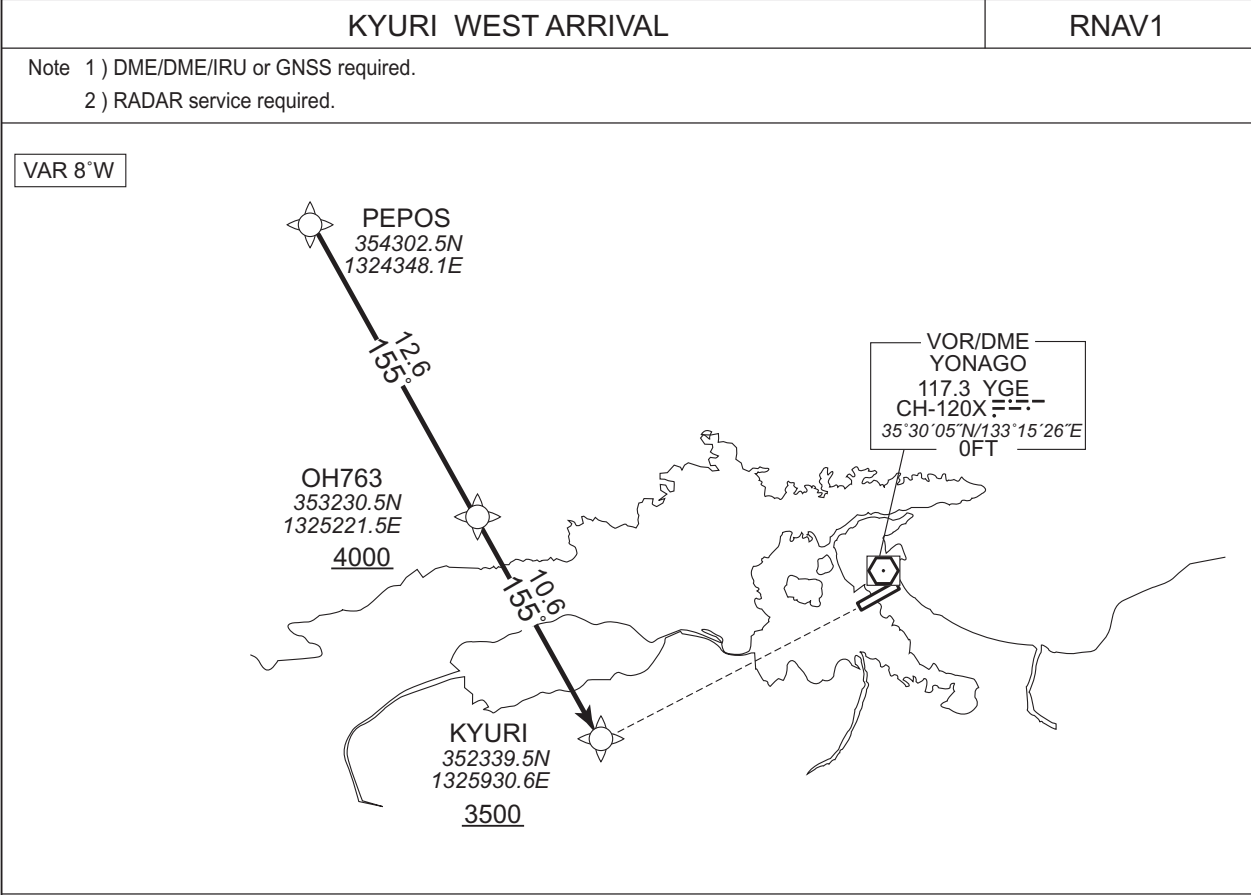 KYURI WEST ARRIVAL
RNAV1
Note 1 ) DME/DME/IRU or GNSS required.
2 ) RADAR service required.
VAR 8˚W
PEPOS
354302.5N
1324348.1E
12.6
155˚
VOR/DME
YONAGO
117.3 YGE
CH-120X
35˚30´05˝N/133˚15´26˝E
0FT
OH763
353230.5N
1325221.5E
4000
10.6
155˚
KYURI
352339.5N
1325930.6E
3500